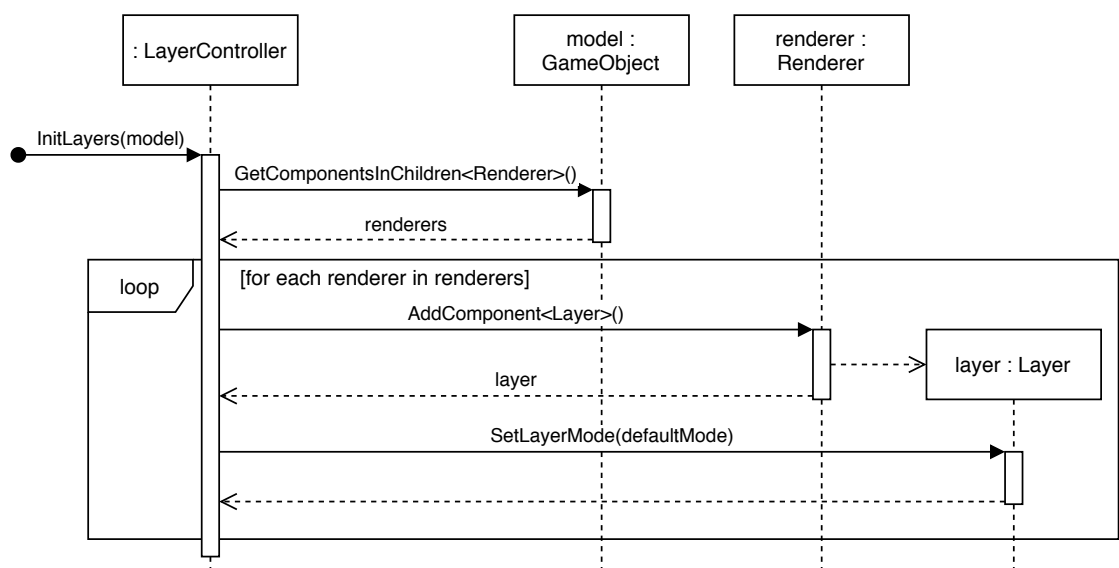 : LayerController
model :
GameObject
renderer :
Renderer
InitLayers(model)
GetComponentsInChildren<Renderer>()
renderers
loop
[for each renderer in renderers]
AddComponent<Layer>()
layer : Layer
layer
SetLayerMode(defaultMode)